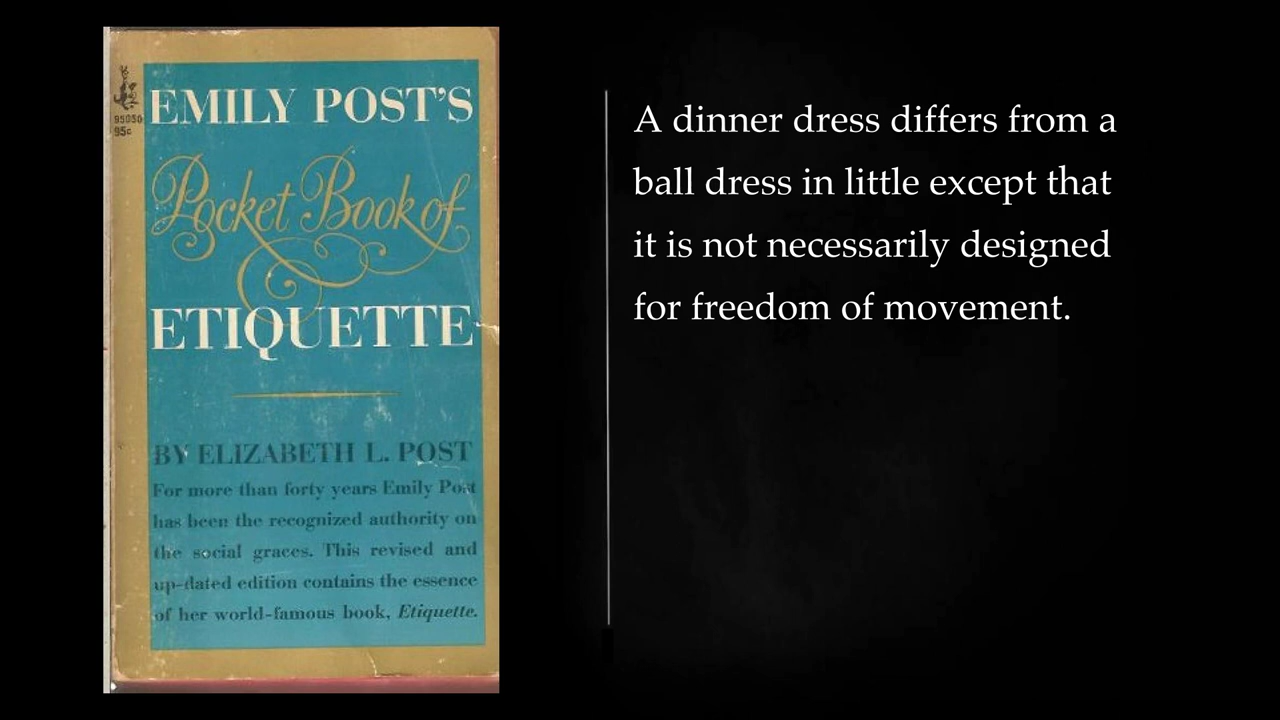 EMILY POST'S
95050
95c
Pocket Book of
ETIQUETTE
BY ELIZABETH L. POST
For more than forty years Emily Post
has been the recognized authority on
the social graces. This revised and
up-dated edition contains the essence
of her world-famous book, Etiquette.
A dinner dress differs from a
ball dress in little except that
it is not necessarily designed
for freedom of movement.